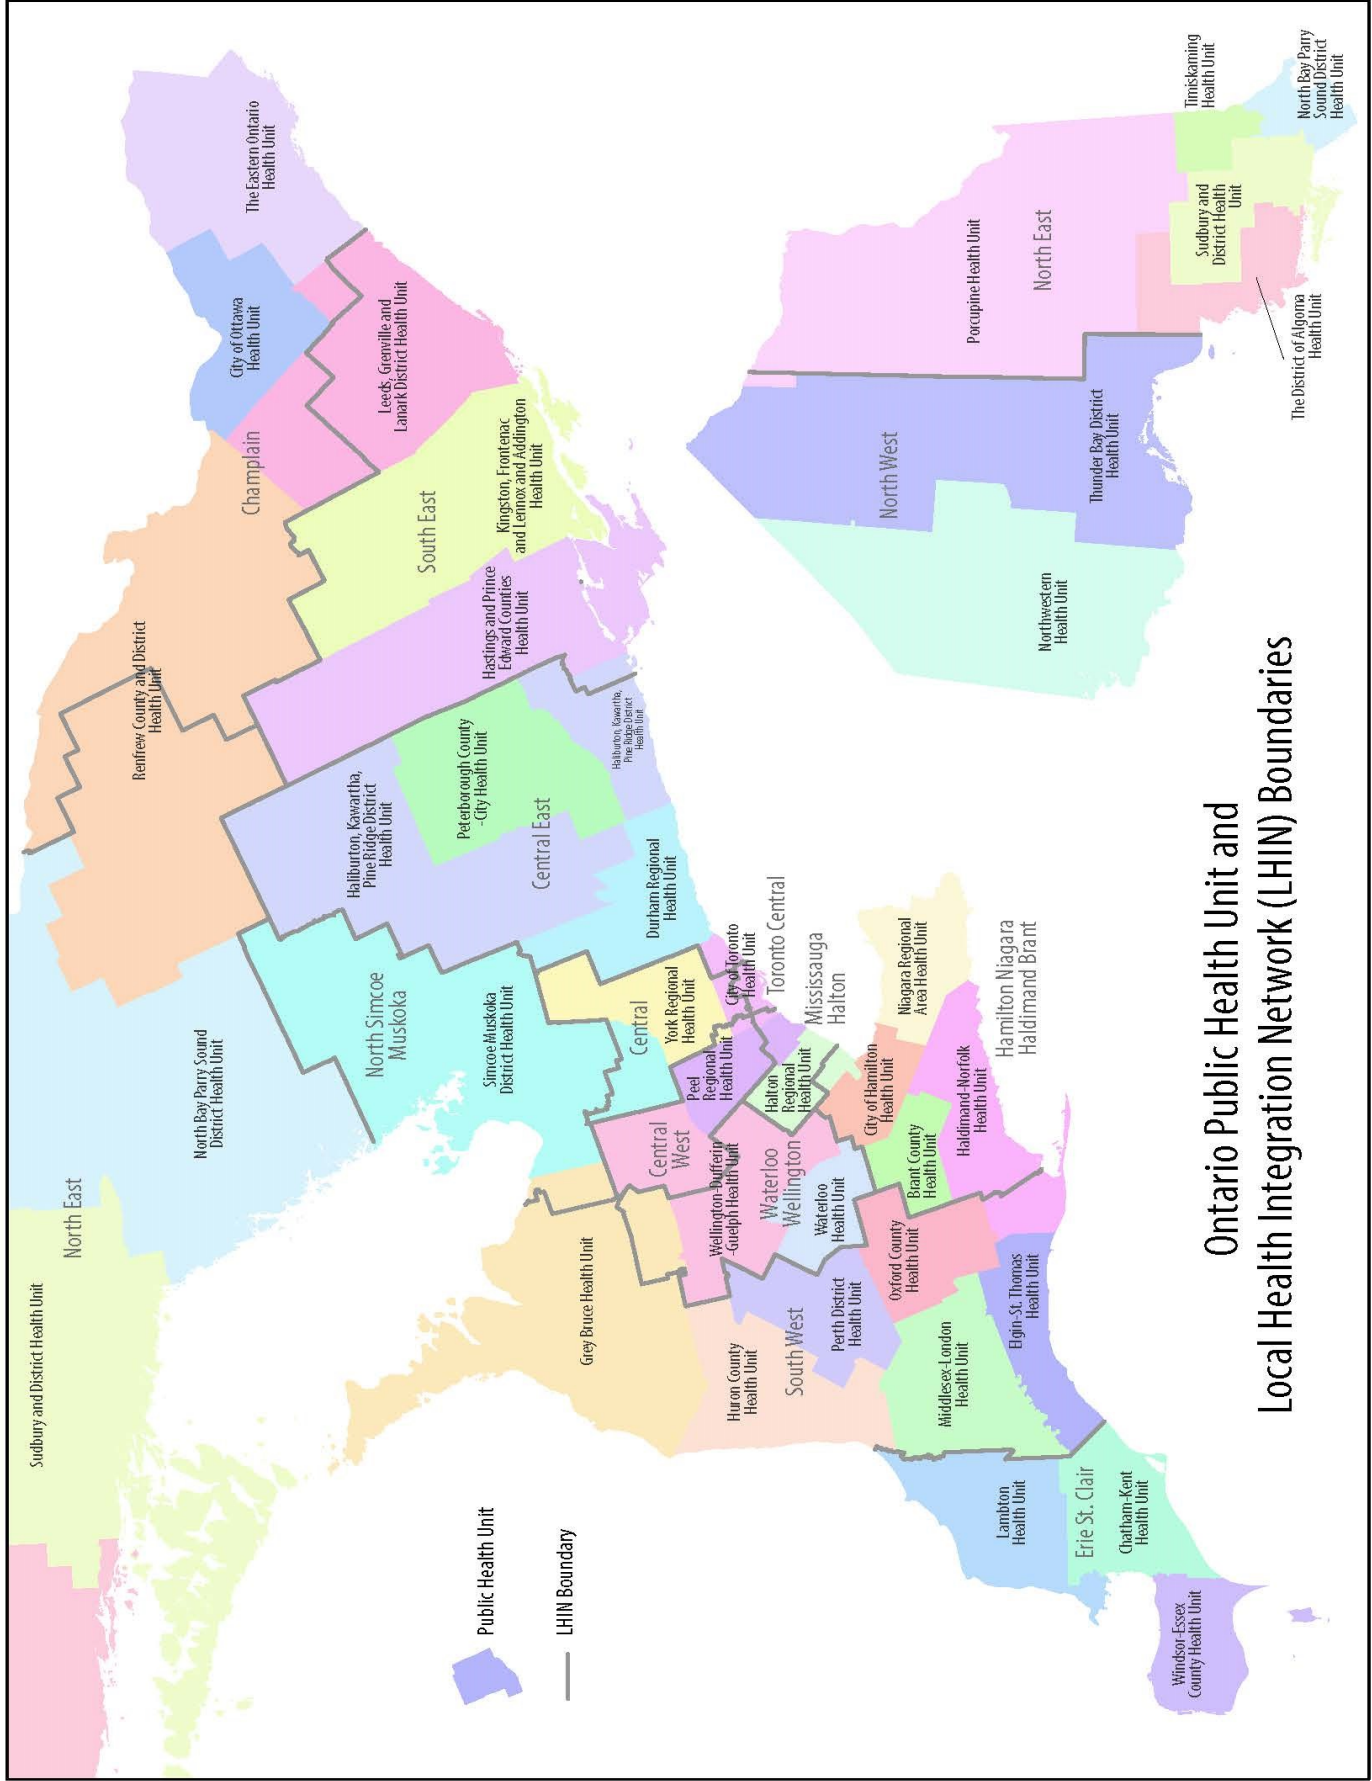 Sudbury and District Health Unit
North East
North Bay Parry Sound
District Health Unit
Renfrew County and District
Health Unit
Champlain
City of Ottawa
Health Unit
The Eastern Ontario
Health Unit
Leeds, Grenville and
Lanark District Health Unit
South East
Kingston, Frontenac
and Lennox and Addington
Health Unit
Hastings and Prince
Edward Counties
Health Unit
Haliburton, Kawartha,
Pine Ridge District
Health Unit
Peterborough County
-City Health Unit
Central East
Haliburton, Kawartha,
Pine Ridge District
Health Unit
North Simcoe
Muskoka
Simcoe Muskoka
District Health Unit
Durham Regional
Health Unit
Central
York Regional
Health Unit
City of Toronto
Health Unit
Toronto Central
Mississauga
Halton
Peel
Regional
Health Unit
Halton
Regional
Health Unit
Central
West
Grey Bruce Health Unit
Wellington-Dufferin
-Guelph Health Unit
Waterloo
Wellington
Waterloo
Health Unit
City of Hamilton
Health Unit
Niagara Regional
Area Health Unit
Hamilton Niagara
Haldimand Brant
Haldimand-Norfolk
Health Unit
Brant County
Health Unit
Huron County
Health Unit
South West
Perth District
Health Unit
Oxford County
Health Unit
Middlesex-London
Health Unit
Elgin-St. Thomas
Health Unit
Lambton
Health Unit
Erie St. Clair
Chatham-Kent
Health Unit
Windsor-Essex
County Health Unit
Public Health Unit
LHIN Boundary
North West
Northwestern
Health Unit
Thunder Bay District
Health Unit
Porcupine Health Unit
North East
Timiskaming
Health Unit
Sudbury and
District Health
Unit
North Bay Parry
Sound District
Health Unit
The District of Algoma
Health Unit
Ontario Public Health Unit and
Local Health Integration Network (LHIN) Boundaries